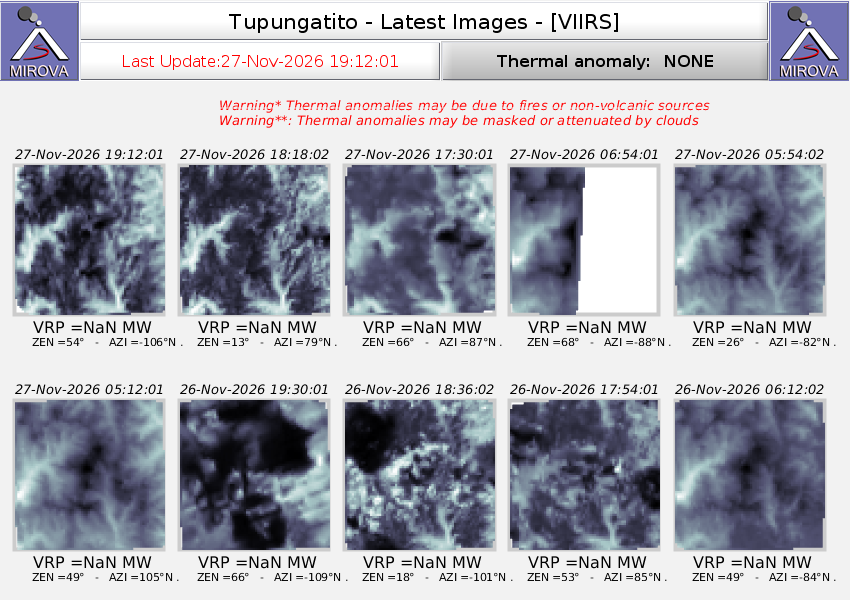 Tupungatito - Latest Images - [VIIRS]
MIROVA
Last Update:27-Nov-2026 19:12:01
Thermal anomaly: NONE
MIROVA
Warning* Thermal anomalies may be due to fires or non-volcanic sources
Warning**: Thermal anomalies may be masked or attenuated by clouds
27-Nov-2026 19:12:01
27-Nov-2026 18:18:02
27-Nov-2026 17:30:01
27-Nov-2026 06:54:01
27-Nov-2026 05:54:02
VRP =NaN MW
VRP =NaN MW
VRP =NaN MW
VRP =NaN MW
VRP =NaN MW
ZEN =54° - AZI =-106°N .
ZEN =13° - AZI =79°N .
ZEN =66° - AZI =87°N .
ZEN =68° - AZI =-88°N .
ZEN =26° - AZI =-82°N .
27-Nov-2026 05:12:01
26-Nov-2026 19:30:01
26-Nov-2026 18:36:02
26-Nov-2026 17:54:01
26-Nov-2026 06:12:02
VRP =NaN MW
VRP =NaN MW
VRP =NaN MW
VRP =NaN MW
VRP =NaN MW
ZEN =49° - AZI =105°N .
ZEN =66° - AZI =-109°N .
ZEN =18° - AZI =-101°N .
ZEN =53° - AZI =85°N .
ZEN =49° - AZI =-84°N .